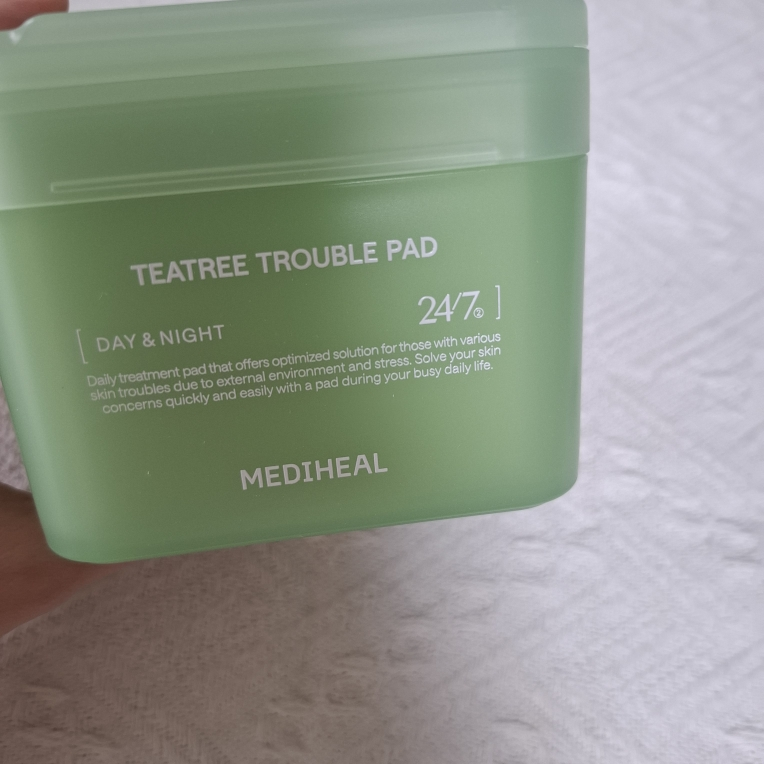 TEATREE TROUBLE PAD
[ DAY & NIGHT 24/7② ]
Daily treatment pad that offers optimized solution for those with various
skin troubles due to external environment and stress. Solve your skin
concerns quickly and easily with a pad during your busy daily life.
MEDIHEAL